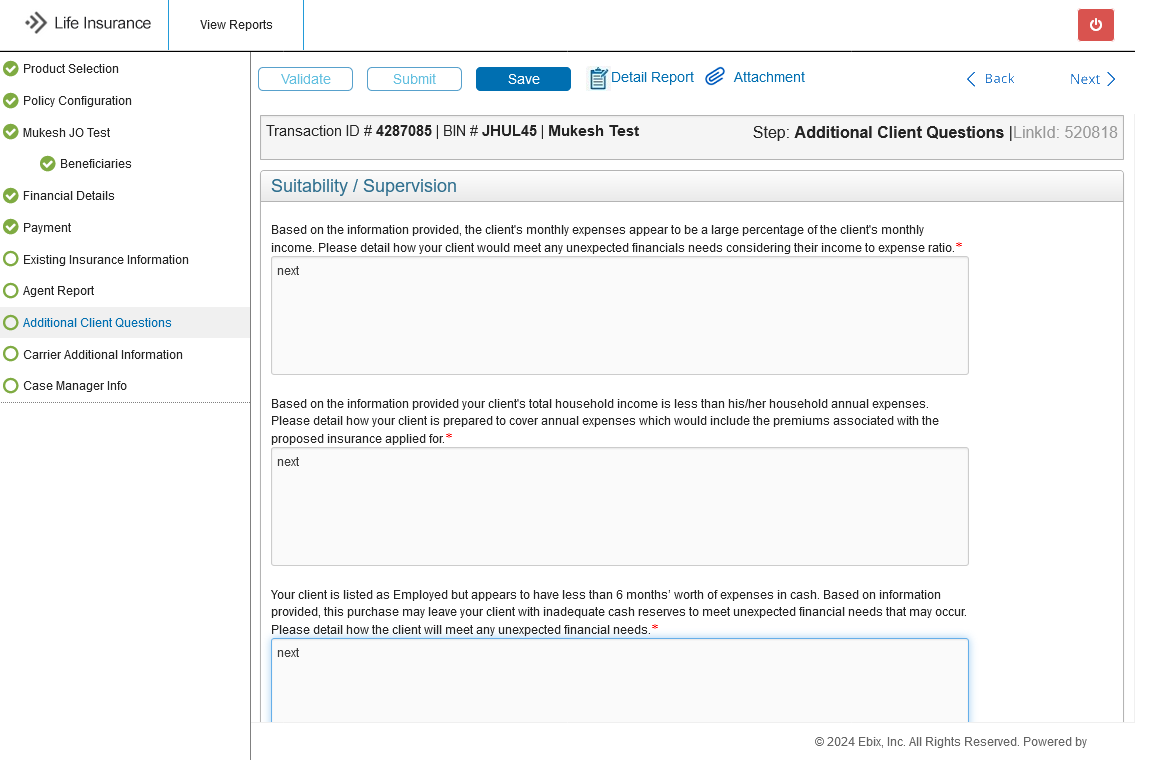 Life Insurance
View Reports
Product Selection
Policy Configuration
Mukesh JO Test
Beneficiaries
Financial Details
Payment
Existing Insurance Information
Agent Report
Additional Client Questions
Carrier Additional Information
Case Manager Info
Validate Submit Save Detail Report Attachment Back Next
Transaction ID # 4287085 | BIN # JHUL45 | Mukesh Test Step: Additional Client Questions |LinkId: 520818
Suitability / Supervision
Based on the information provided, the client's monthly expenses appear to be a large percentage of the client's monthly
income. Please detail how your client would meet any unexpected financials needs considering their income to expense ratio.*
next
Based on the information provided your client's total household income is less than his/her household annual expenses.
Please detail how your client is prepared to cover annual expenses which would include the premiums associated with the
proposed insurance applied for.*
next
Your client is listed as Employed but appears to have less than 6 months’ worth of expenses in cash. Based on information
provided, this purchase may leave your client with inadequate cash reserves to meet unexpected financial needs that may occur.
Please detail how the client will meet any unexpected financial needs.*
next
© 2024 Ebix, Inc. All Rights Reserved. Powered by